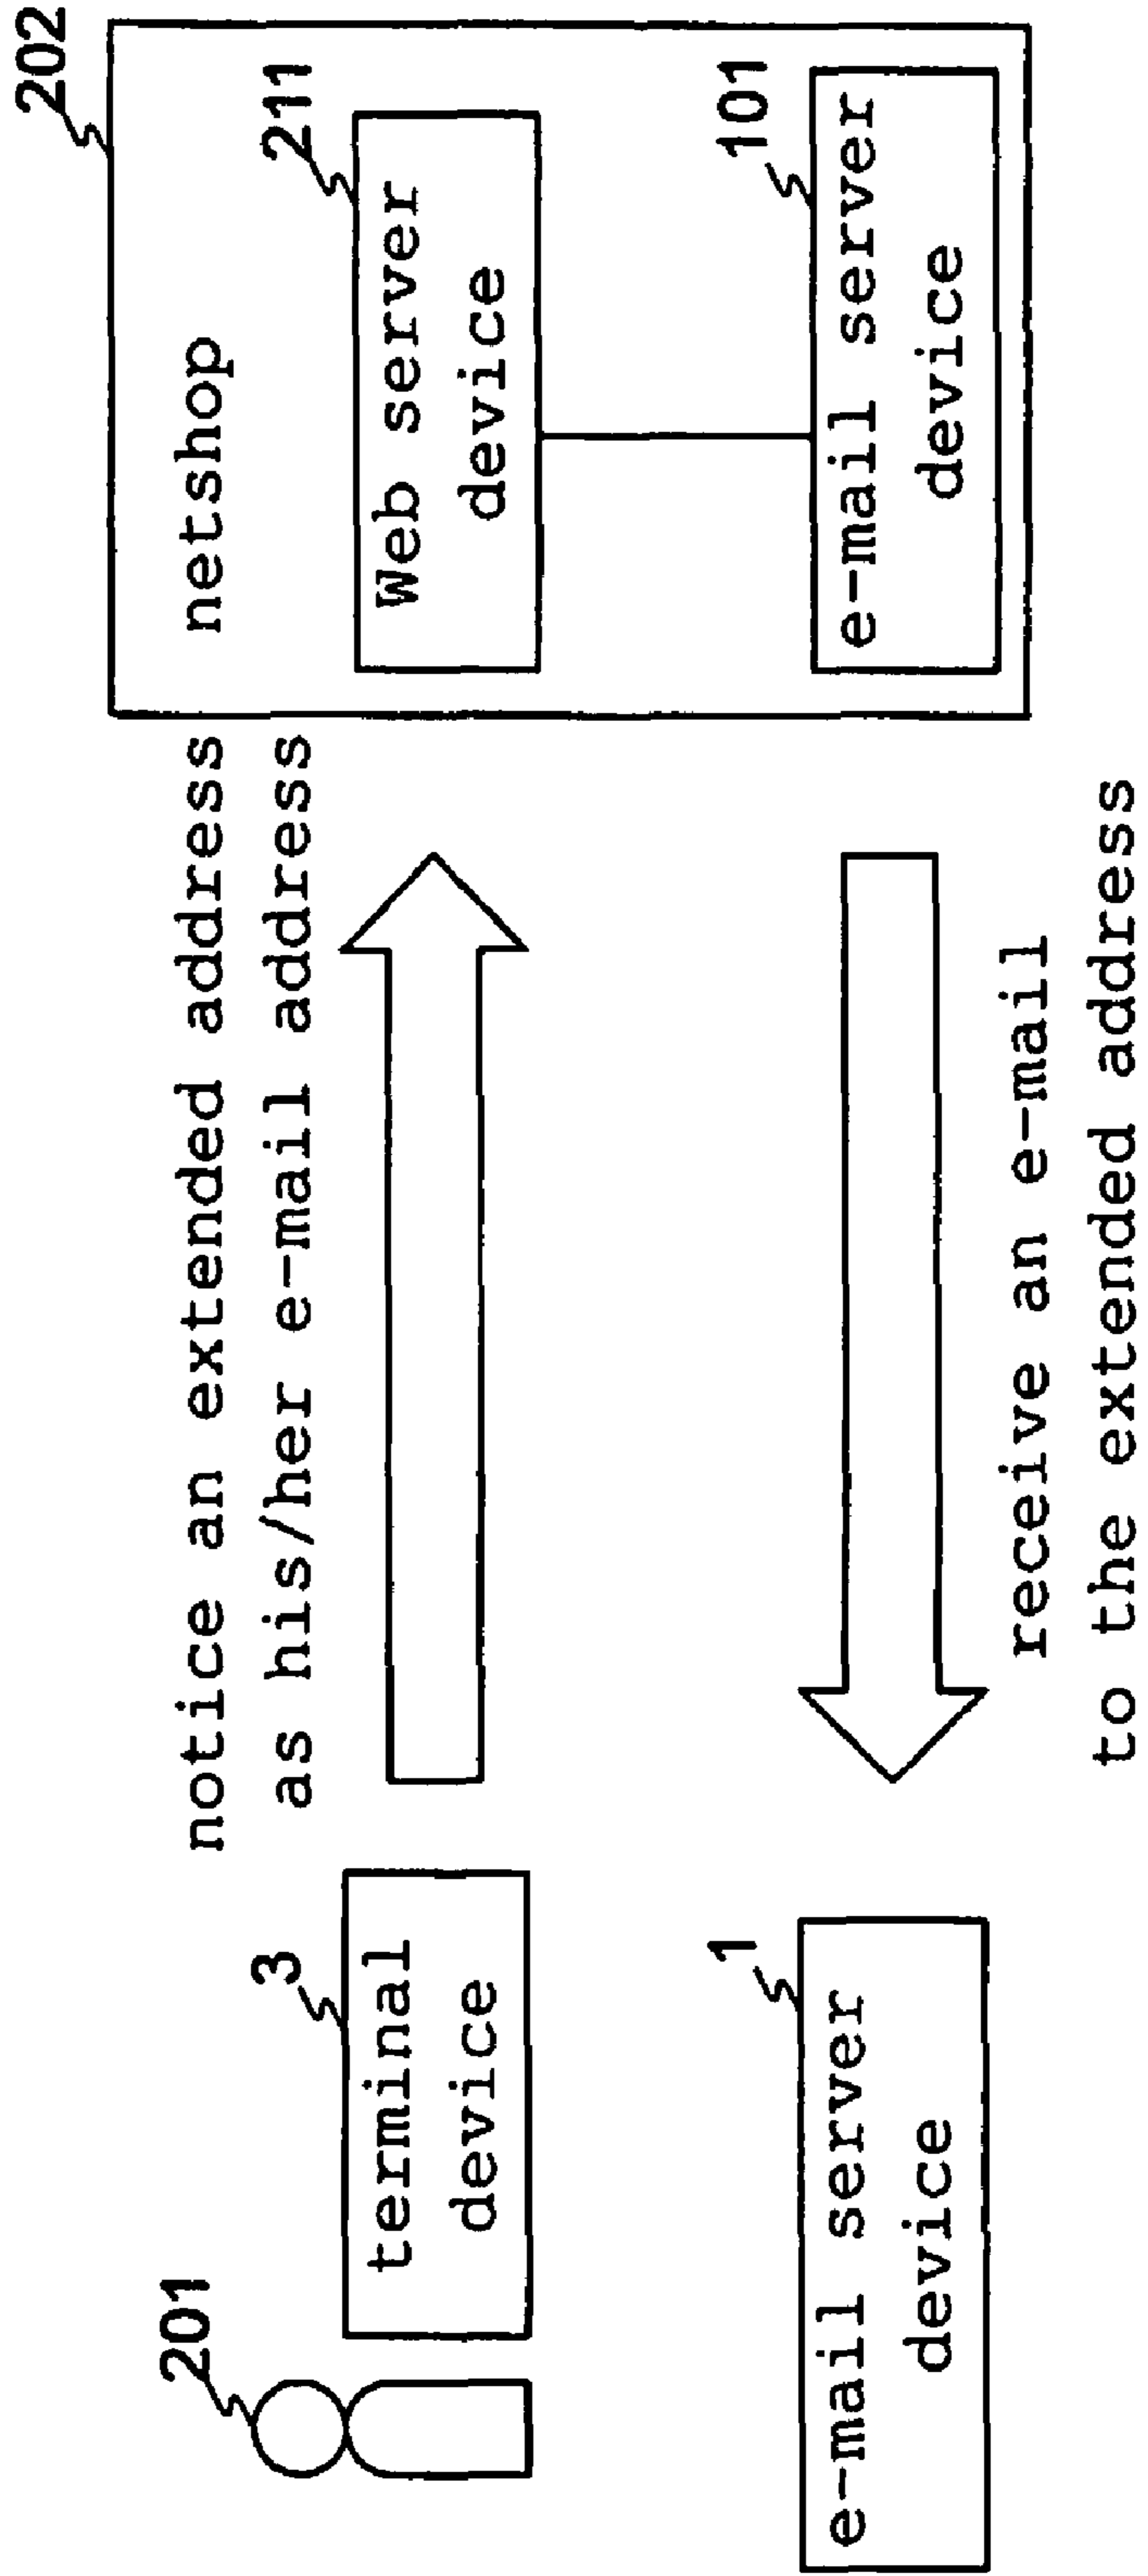 202
netshop
211
Web server
device
101
e-mail server
device
notice an extended address
as his/her e-mail address
receive an e-mail
to the extended address
201
3
terminal
device
1
e-mail server
device